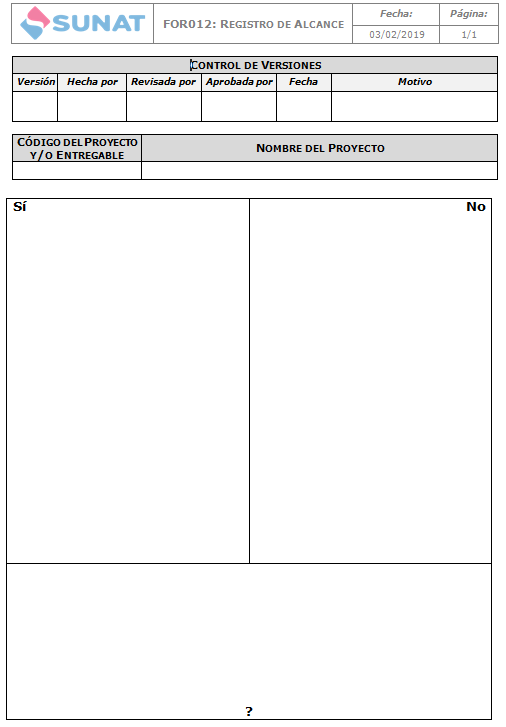 SUNAT
FOR012: REGISTRO DE ALCANCE
Fecha:
Página:
03/02/2019
1/1
CONTROL DE VERSIONES
Versión Hecha por Revisada por Aprobada por Fecha Motivo
CÓDIGO DEL PROYECTO
Y/O ENTREGABLE
NOMBRE DEL PROYECTO
Sí
No
?